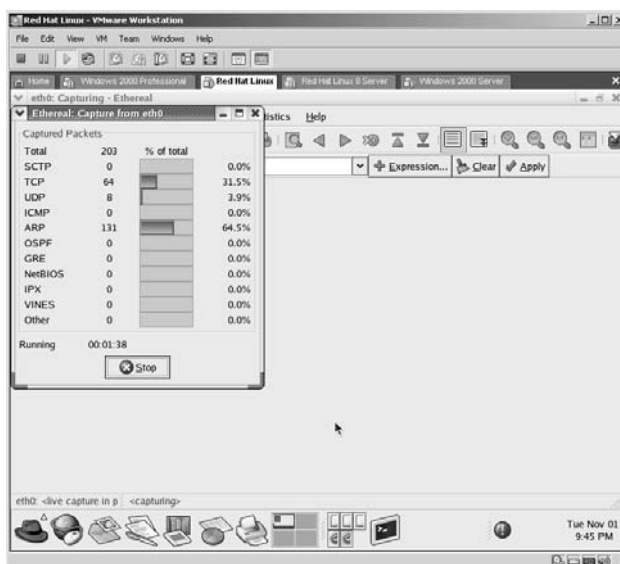 Red Hat Linux - VMware Workstation
File Edit View VM Team Windows Help
Home Windows 2000 Professional Red Hat Linux Red Hat Linux 8 Server Windows 2000 Server
eth0: Capturing - Ethereal
Ethereal: Capture from eth0
istics Help
Captured Packets
Total 203 % of total
SCTP 0 0.0%
TCP 64 31.5%
UDP 8 3.9%
ICMP 0 0.0%
ARP 131 64.5%
OSPF 0 0.0%
GRE 0 0.0%
NetBIOS 0 0.0%
IPX 0 0.0%
VINES 0 0.0%
Other 0 0.0%
Running 00:01:38
Stop
Expression... Clear Apply
eth0: <live capture in p <capturing>
Tue Nov 01
9:45 PM